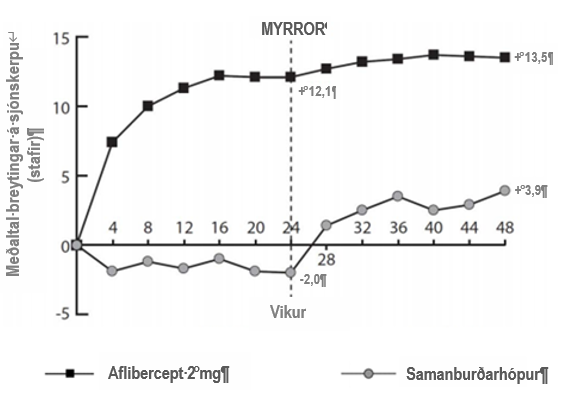 MYRROR
Meðaltal·breytingar·á·sjónskerpu↵
(stafir)¶
15
10
5
0
-5
+°13,5¶
+°12,1¶
+°3,9¶
-2,0¶
4 8 12 16 20 24 28 32 36 40 44 48
Vikur
Aflibercept·2°mg¶
Samanburðarhópur¶